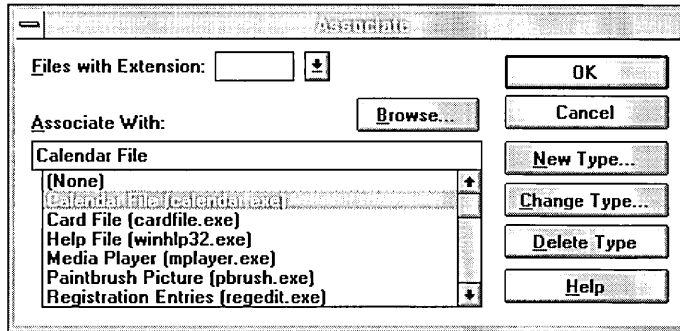 Associate
Files with Extension:
OK
Cancel
Browse...
Associate With:
Calendar File
New Type...
(None)
Calendar File (calendar.exe)
Change Type...
Card File (cardfile.exe)
Help File (winhlp32.exe)
Delete Type
Media Player (mplayer.exe)
Paintbrush Picture (pbrush.exe)
Help
Registration Entries (regedit.exe)